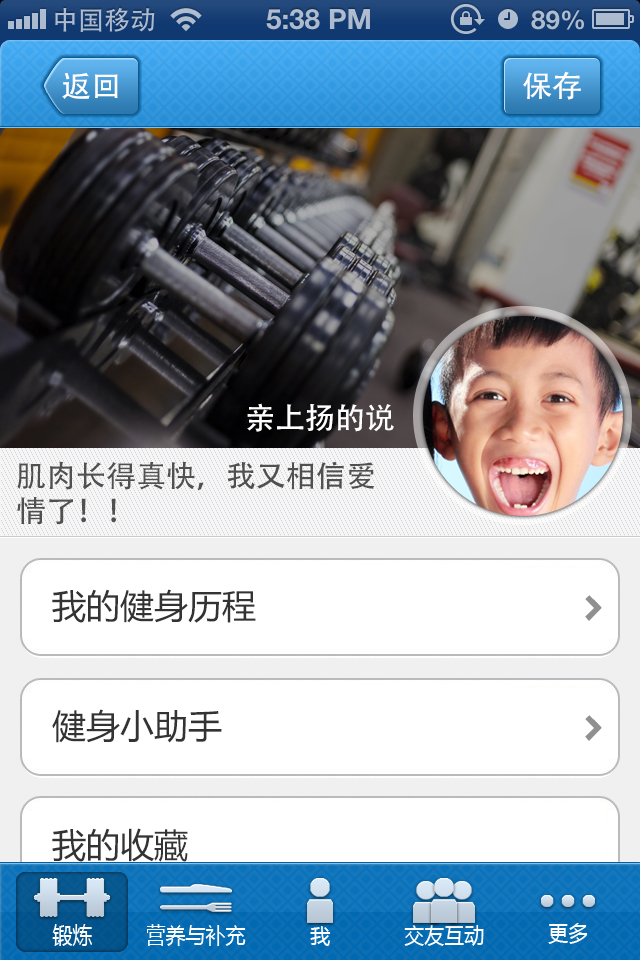 中国移动 5:38 PM 89%
返回 保存
亲上扬的说
肌肉长得真快，我又相信爱
情了！！
我的健身历程
健身小助手
我的收藏
锻炼 营养与补充 我 交友互动 更多